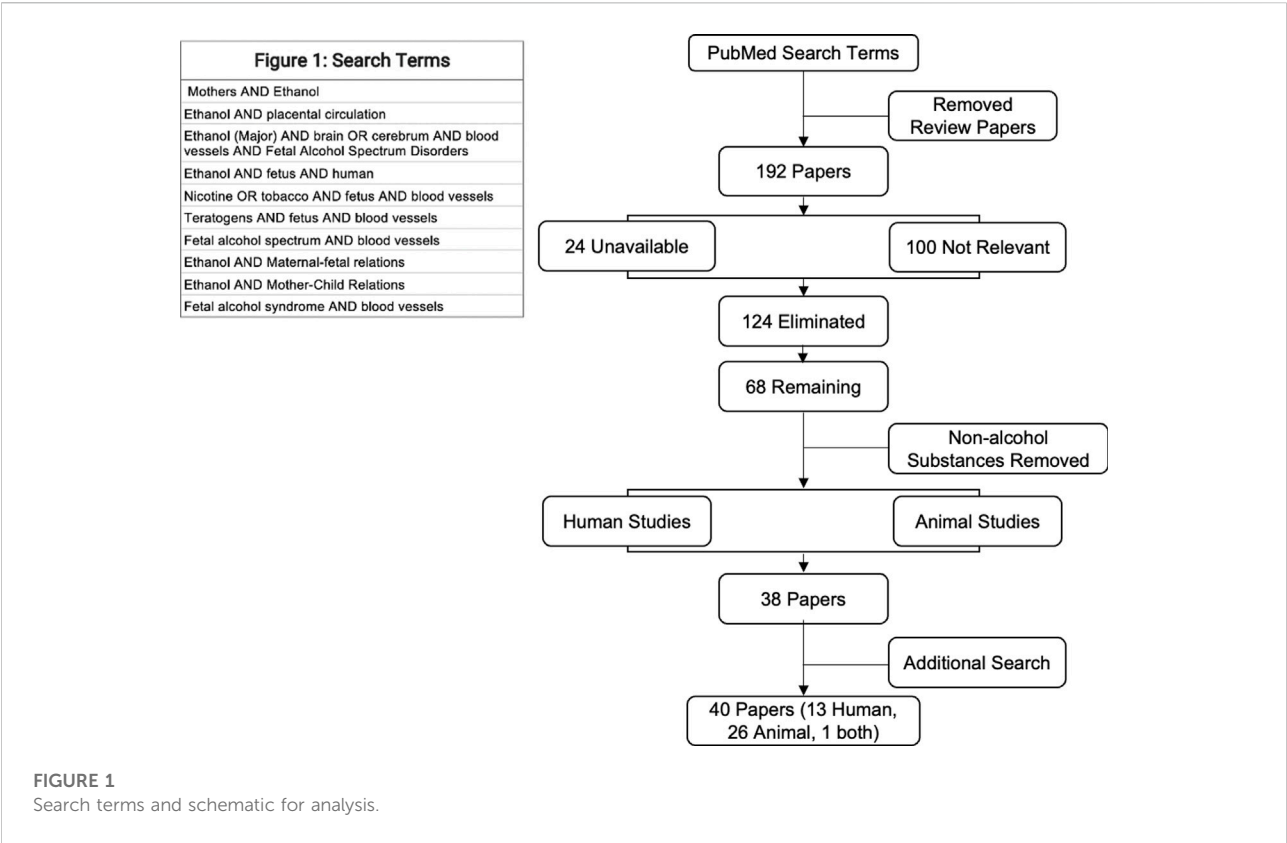 Figure 1: Search Terms
Mothers AND Ethanol
Ethanol AND placental circulation
Ethanol (Major) AND brain OR cerebrum AND blood
vessels AND Fetal Alcohol Spectrum Disorders
Ethanol AND fetus AND human
Nicotine OR tobacco AND fetus AND blood vessels
Teratogens AND fetus AND blood vessels
Fetal alcohol spectrum AND blood vessels
Ethanol AND Maternal-fetal relations
Ethanol AND Mother-Child Relations
Fetal alcohol syndrome AND blood vessels
PubMed Search Terms
Removed
Review Papers
192 Papers
24 Unavailable
100 Not Relevant
124 Eliminated
68 Remaining
Non-alcohol
Substances Removed
Human Studies
Animal Studies
38 Papers
Additional Search
40 Papers (13 Human,
26 Animal, 1 both)
FIGURE 1
Search terms and schematic for analysis.